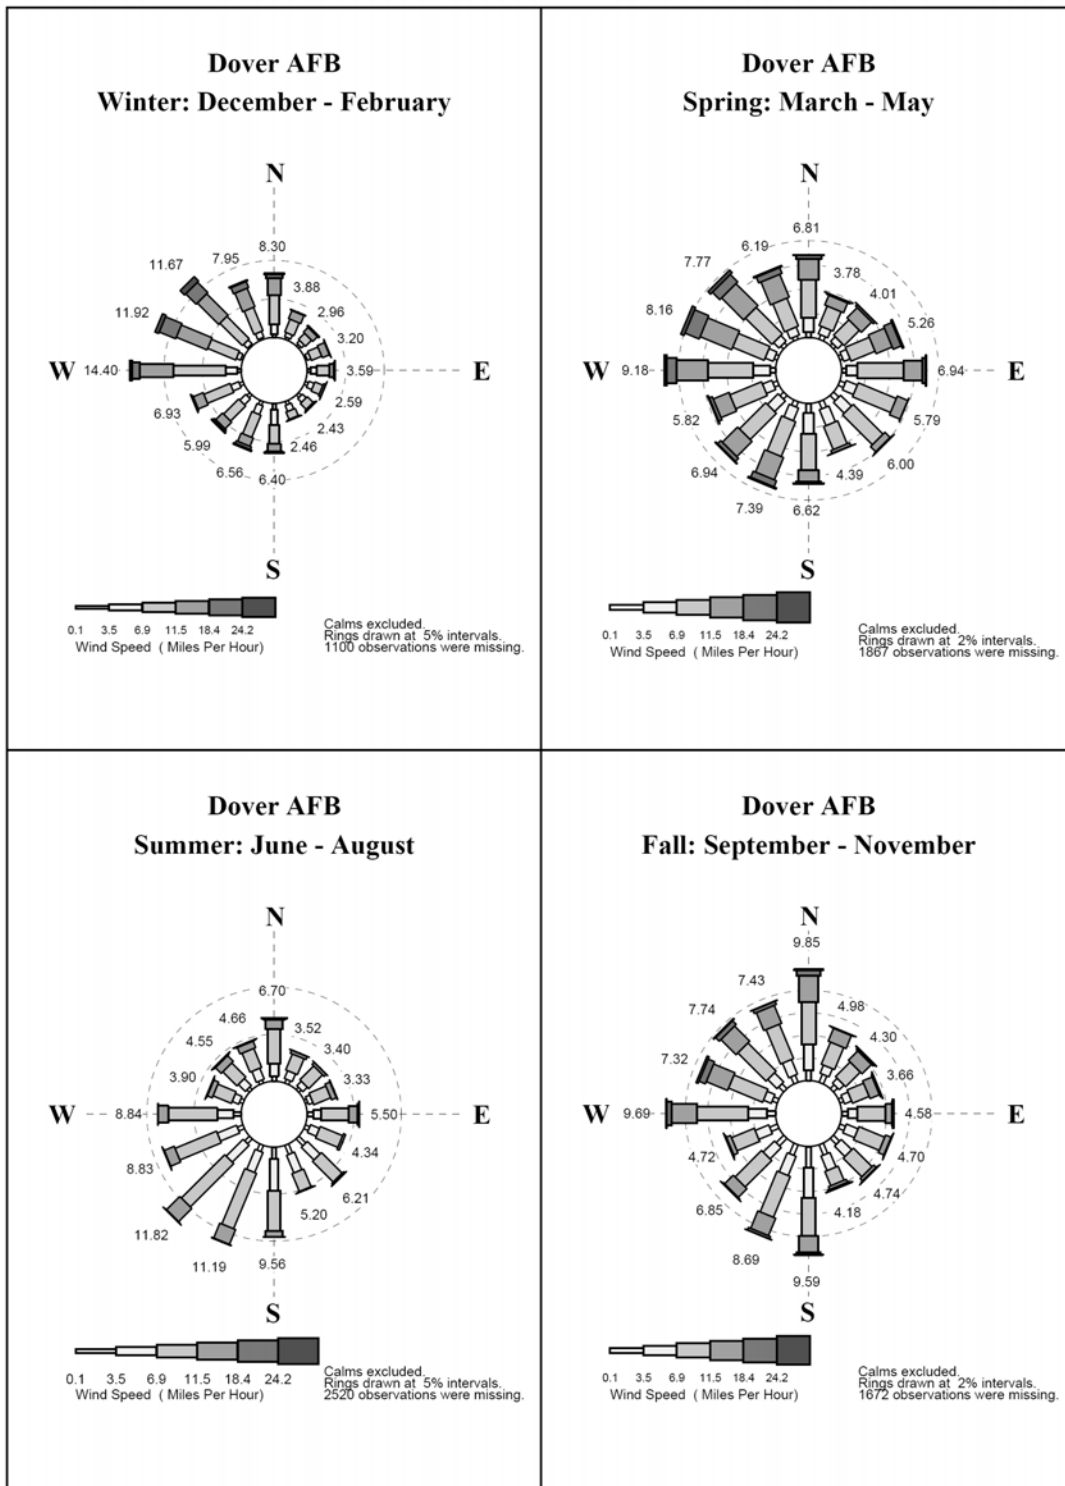 Dover AFB
Winter: December - February
N
8.30
7.95
11.67
3.88
2.96
11.92
3.20
W
14.40
3.59
E
2.59
6.93
2.43
5.99
2.46
6.56
6.40
S
0.1 3.5 6.9 11.5 18.4 24.2
Wind Speed ( Miles Per Hour)
Calms excluded.
Rings drawn at 5% intervals.
1100 observations were missing.
Dover AFB
Spring: March - May
N
6.81
6.19
7.77
3.78
4.01
8.16
5.26
W
9.18
6.94
E
5.82
5.79
6.94
6.00
4.39
7.39
6.62
S
0.1 3.5 6.9 11.5 18.4 24.2
Wind Speed ( Miles Per Hour)
Calms excluded.
Rings drawn at 2% intervals.
1867 observations were missing.
Dover AFB
Summer: June - August
N
6.70
4.66
3.52
4.55
3.40
3.90
3.33
W
8.84
5.50
E
4.34
8.83
6.21
11.82
5.20
11.19
9.56
S
0.1 3.5 6.9 11.5 18.4 24.2
Wind Speed ( Miles Per Hour)
Calms excluded.
Rings drawn at 5% intervals.
2520 observations were missing.
Dover AFB
Fall: September - November
N
9.85
7.43
7.74
4.98
4.30
7.32
3.66
W
9.69
4.58
E
4.72
4.70
4.74
6.85
4.18
8.69
9.59
S
0.1 3.5 6.9 11.5 18.4 24.2
Wind Speed ( Miles Per Hour)
Calms excluded.
Rings drawn at 2% intervals.
1672 observations were missing.